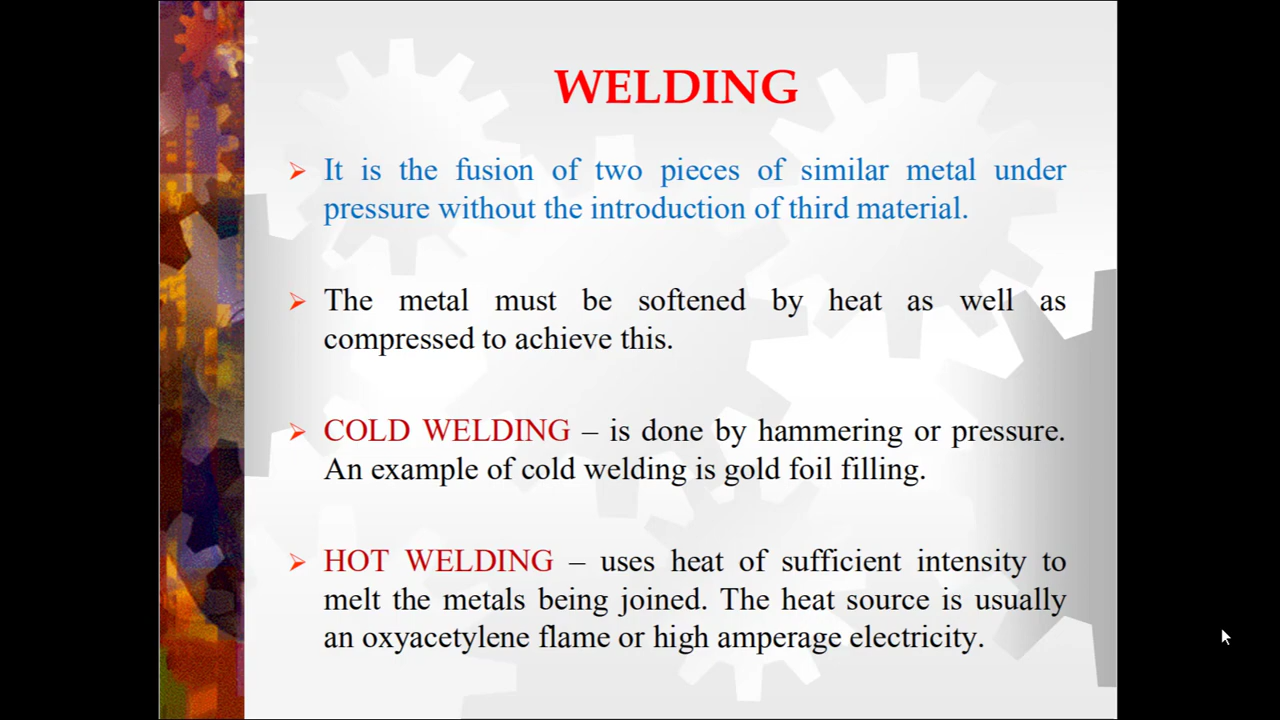 WELDING
It is the fusion of two pieces of similar metal under
pressure without the introduction of third material.
The metal must be softened by heat as well as
compressed to achieve this.
COLD WELDING – is done by hammering or pressure.
An example of cold welding is gold foil filling.
HOT WELDING – uses heat of sufficient intensity to
melt the metals being joined. The heat source is usually
an oxyacetylene flame or high amperage electricity.